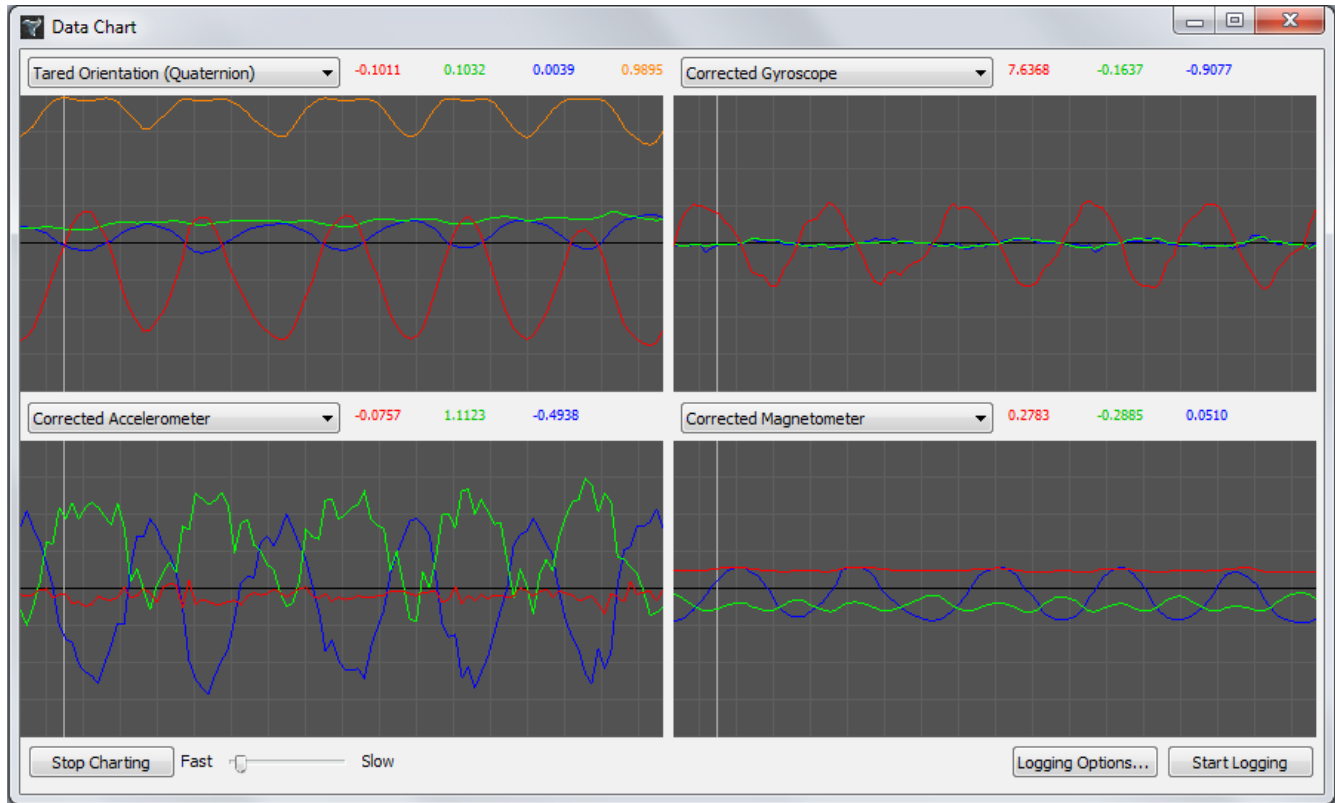 Data Chart
Tared Orientation (Quaternion) -0.1011 0.1032 0.0039 0.9895
Corrected Gyroscope 7.6368 -0.1637 -0.9077
Corrected Accelerometer -0.0757 1.1123 -0.4938
Corrected Magnetometer 0.2783 -0.2885 0.0510
Stop Charting Fast Slow Logging Options... Start Logging